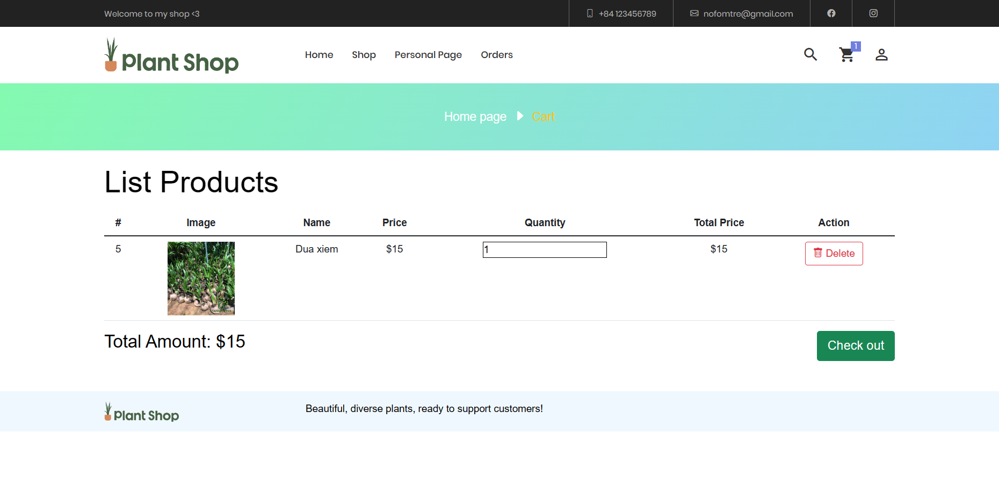 Welcome to my shop <3
+84 123456789
nofomtre@gmail.com
Plant Shop
Home
Shop
Personal Page
Orders
1
Home page
Cart
List Products
# Image Name Price Quantity Total Price Action
5 Dua xiem $15 1 $15 Delete
Total Amount: $15
Check out
Plant Shop
Beautiful, diverse plants, ready to support customers!